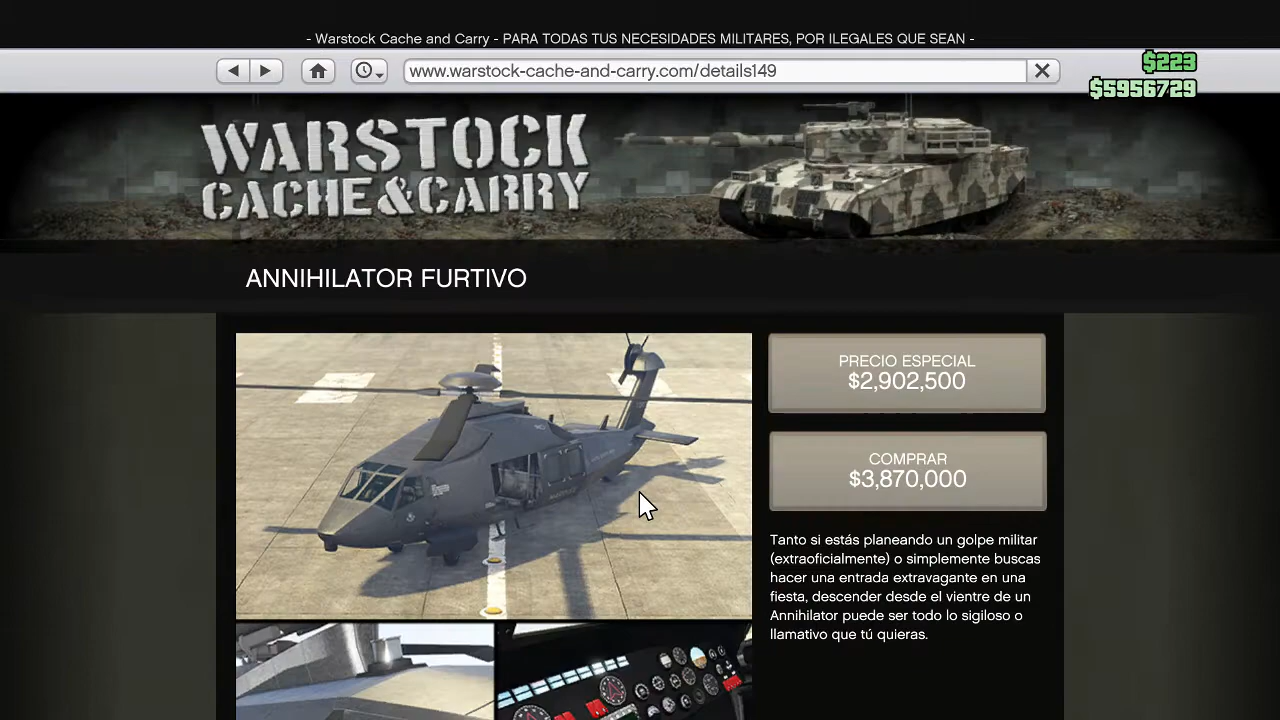 - Warstock Cache and Carry - PARA TODAS TUS NECESIDADES MILITARES, POR ILEGALES QUE SEAN -
www.warstock-cache-and-carry.com/details149
$223
$5956729
WARSTOCK
CACHE&CARRY
ANNIHILATOR FURTIVO
PRECIO ESPECIAL
$2,902,500
COMPRAR
$3,870,000
Tanto si estás planeando un golpe militar
(extraoficialmente) o simplemente buscas
hacer una entrada extravagante en una
fiesta, descender desde el vientre de un
Annihilator puede ser todo lo sigiloso o
llamativo que tú quieras.